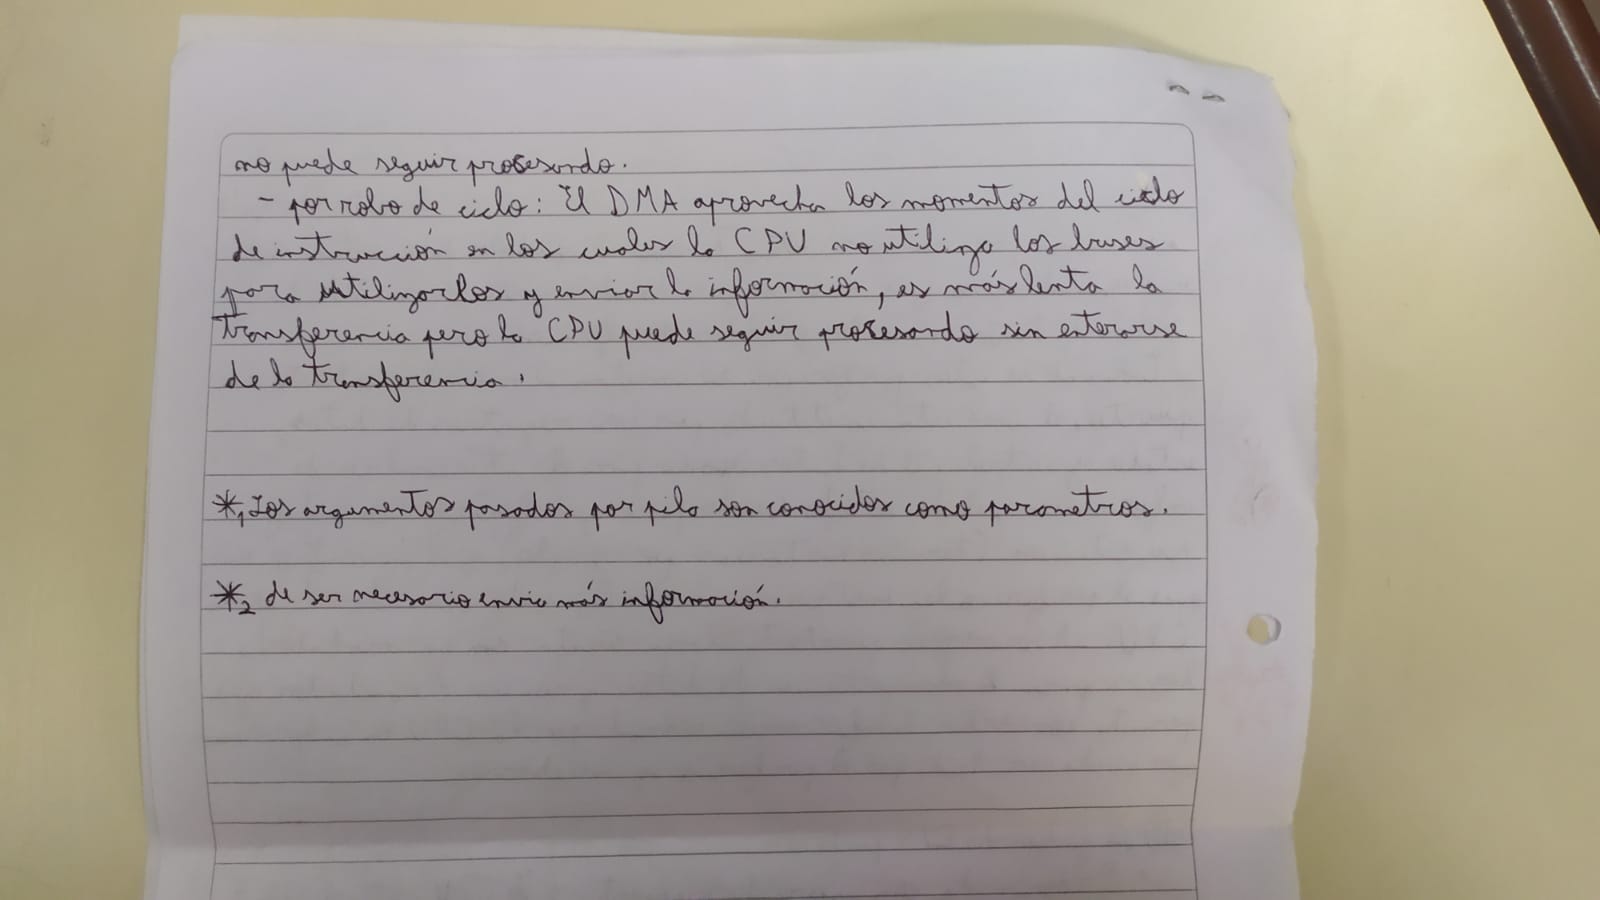 no puede seguir procesando.
- por robo de ciclo: El DMA aprovecha los momentos del ciclo
de instrucción en los cuales la CPU no utiliza los buses
para utilizarlos y enviar la información, es más lenta la
transferencia pero la CPU puede seguir procesando sin enterarse
de la transferencia.
*1 Los argumentos pasados por pila son conocidos como parametros.
*2 de ser necesario envia más información.